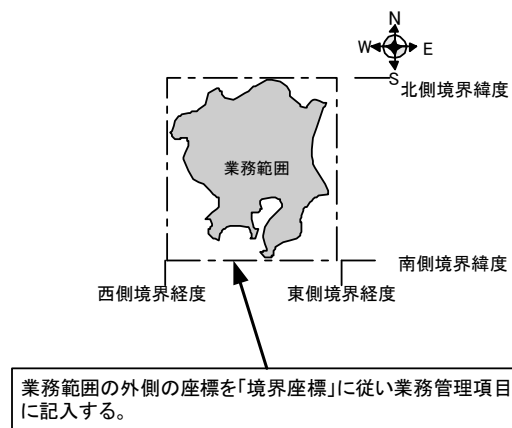 N
W E
S
北側境界緯度
業務範囲
南側境界緯度
西側境界経度 東側境界経度
業務範囲の外側の座標を「境界座標」に従い業務管理項目
に記入する。